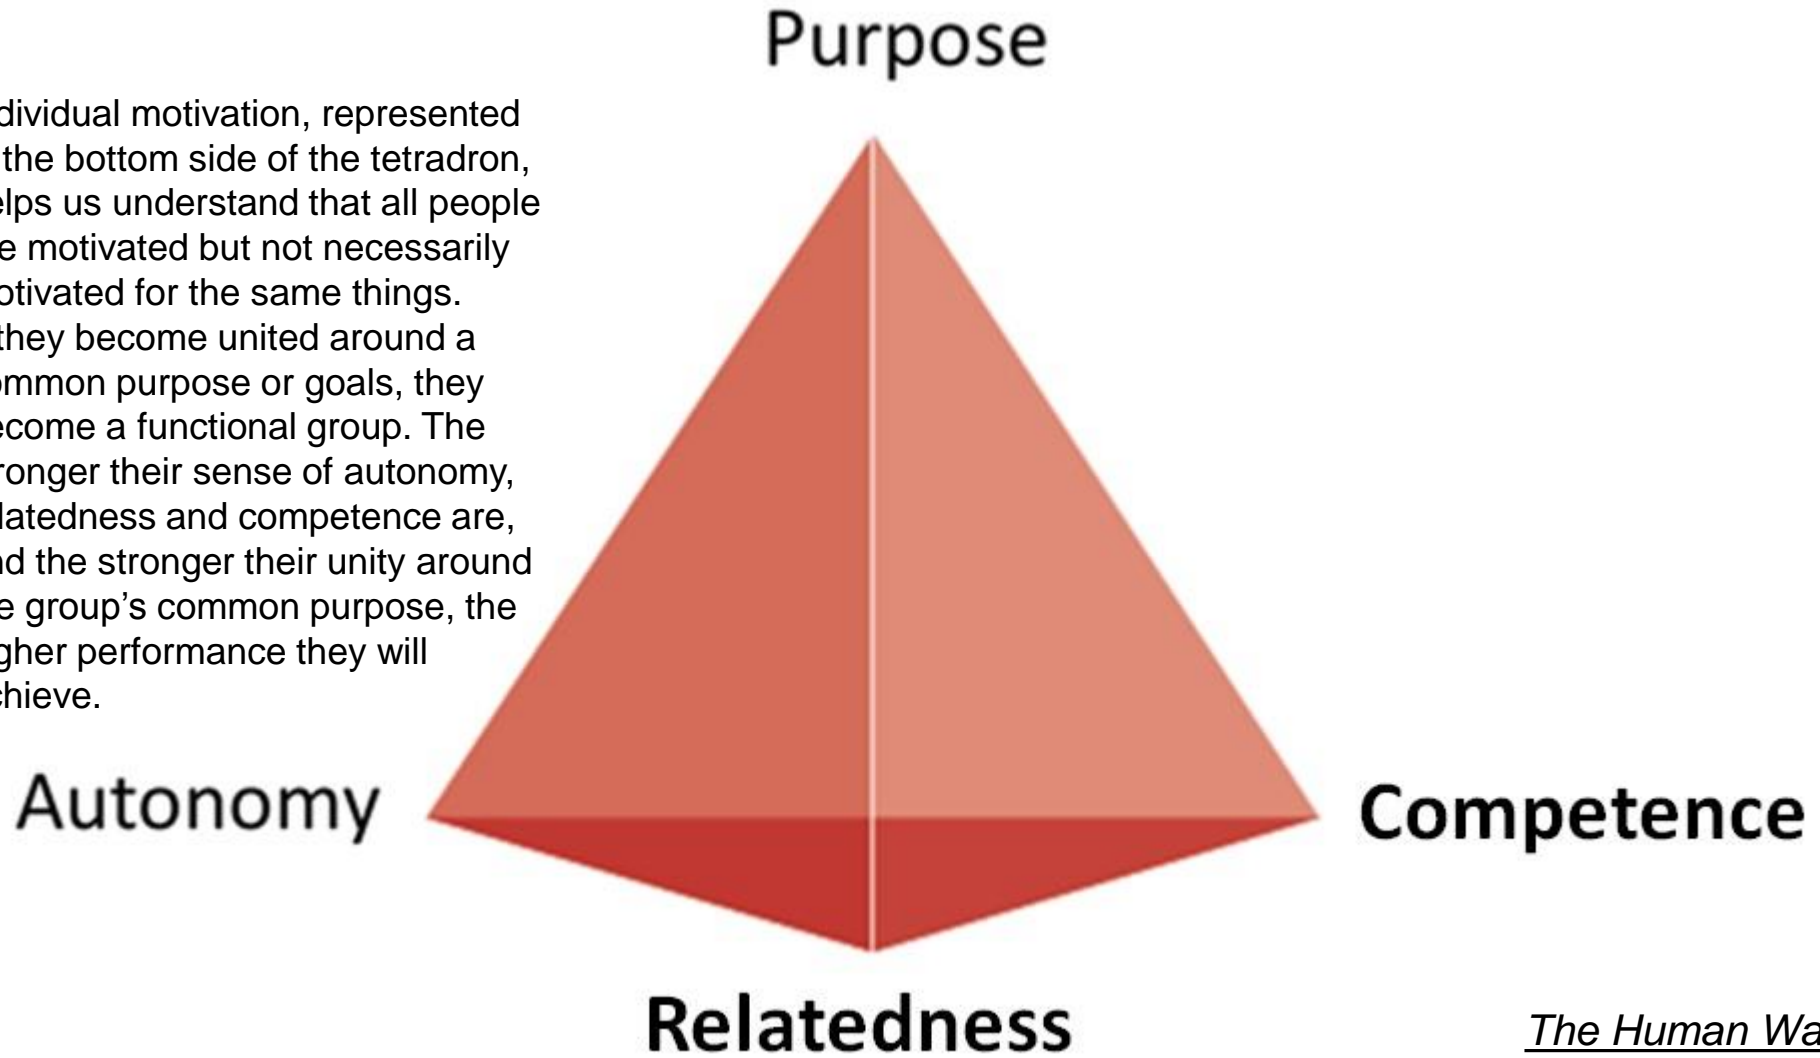 Purpose
dividual motivation, represented
the bottom side of the tetradron,
elps us understand that all people
e motivated but not necessarily
otivated for the same things.
they become united around a
ommon purpose or goals, they
ecome a functional group. The
ronger their sense of autonomy,
latedness and competence are,
nd the stronger their unity around
e group’s common purpose, the
gher performance they will
chieve.
Autonomy
Competence
Relatedness
The Human Wa